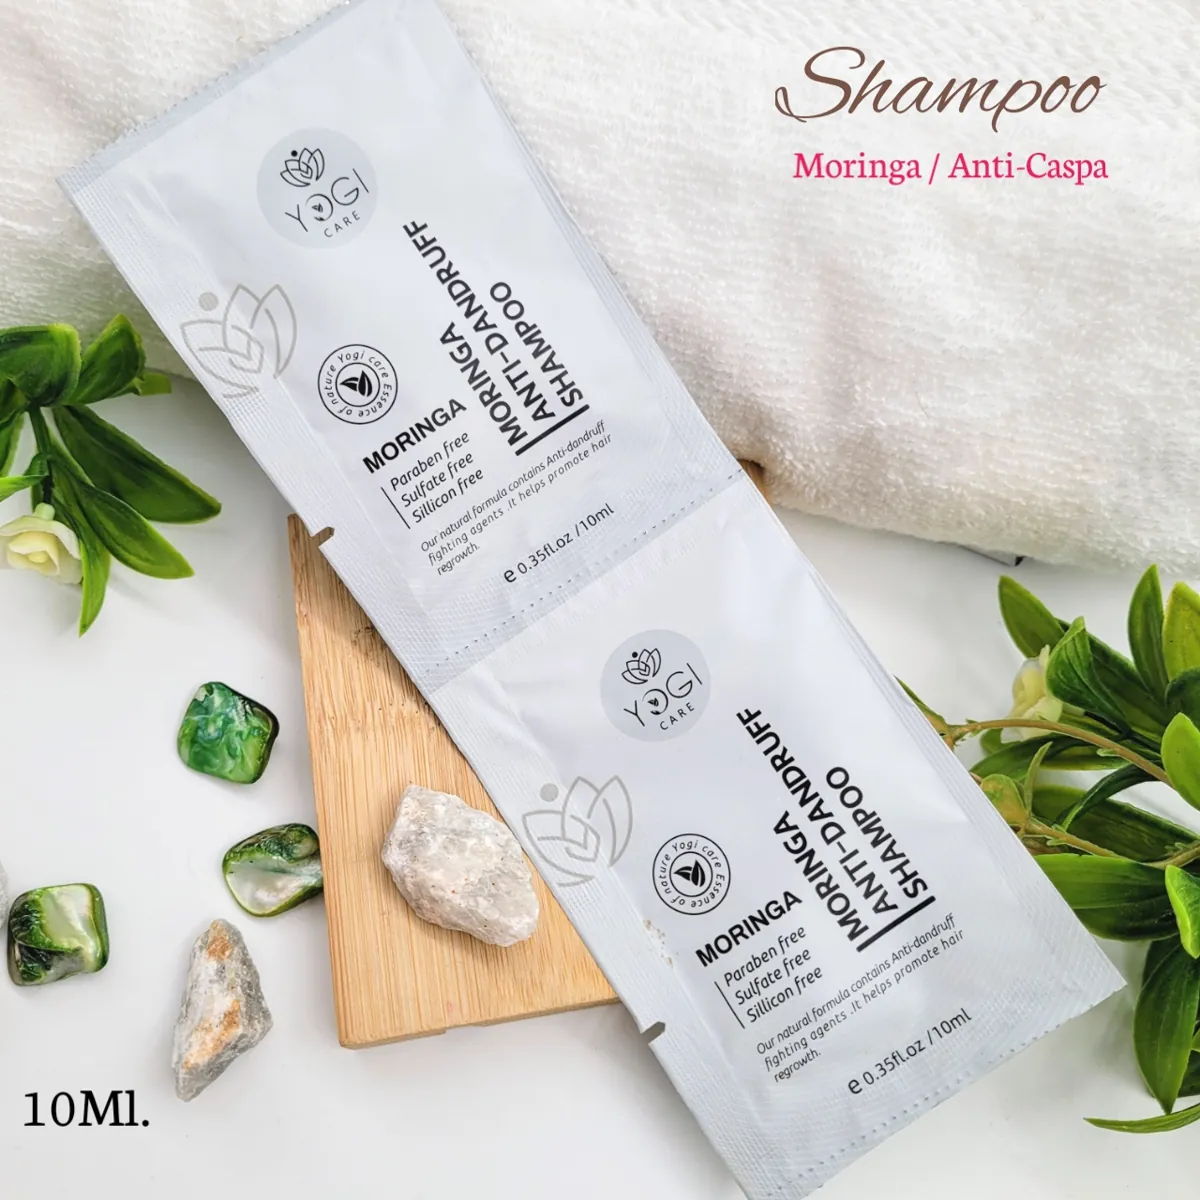 Shampoo
Moringa / Anti-Caspa
YOGI
CARE
MORINGA
ANTI-DANDRUFF
SHAMPOO
Yogi care Essence of nature
MORINGA
Paraben free
Sulfate free
Sillicon free
Our natural formula contains Anti-dandruff
fighting agents .It helps promote hair
regrowth.
e 0.35fl.oz /10ml
YOGI
CARE
MORINGA
ANTI-DANDRUFF
SHAMPOO
Yogi care Essence of nature
MORINGA
Paraben free
Sulfate free
Sillicon free
Our natural formula contains Anti-dandruff
fighting agents .It helps promote hair
regrowth.
e 0.35fl.oz /10ml
10Ml.